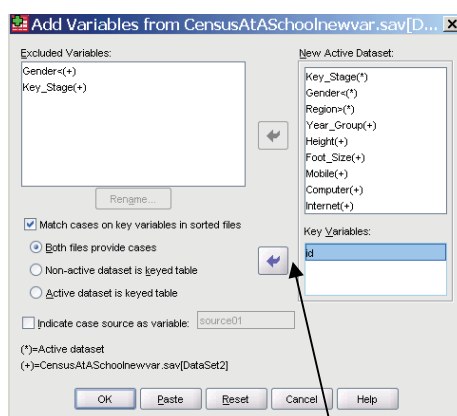 Add Variables from CensusAtASchoolnewvar.sav[D...
Excluded Variables:
Gender<(+)
Key_Stage(+)
Rename...
Match cases on key variables in sorted files
Both files provide cases
Non-active dataset is keyed table
Active dataset is keyed table
Indicate case source as variable: source01
(*)=Active dataset
(+)=CensusAtASchoolnewvar.sav[DataSet2]
New Active Dataset:
Key_Stage(*)
Gender<(*)
Region>(*)
Year_Group(+)
Height(+)
Foot_Size(+)
Mobile(+)
Computer(+)
Internet(+)
Key Variables:
id
OK Paste Reset Cancel Help